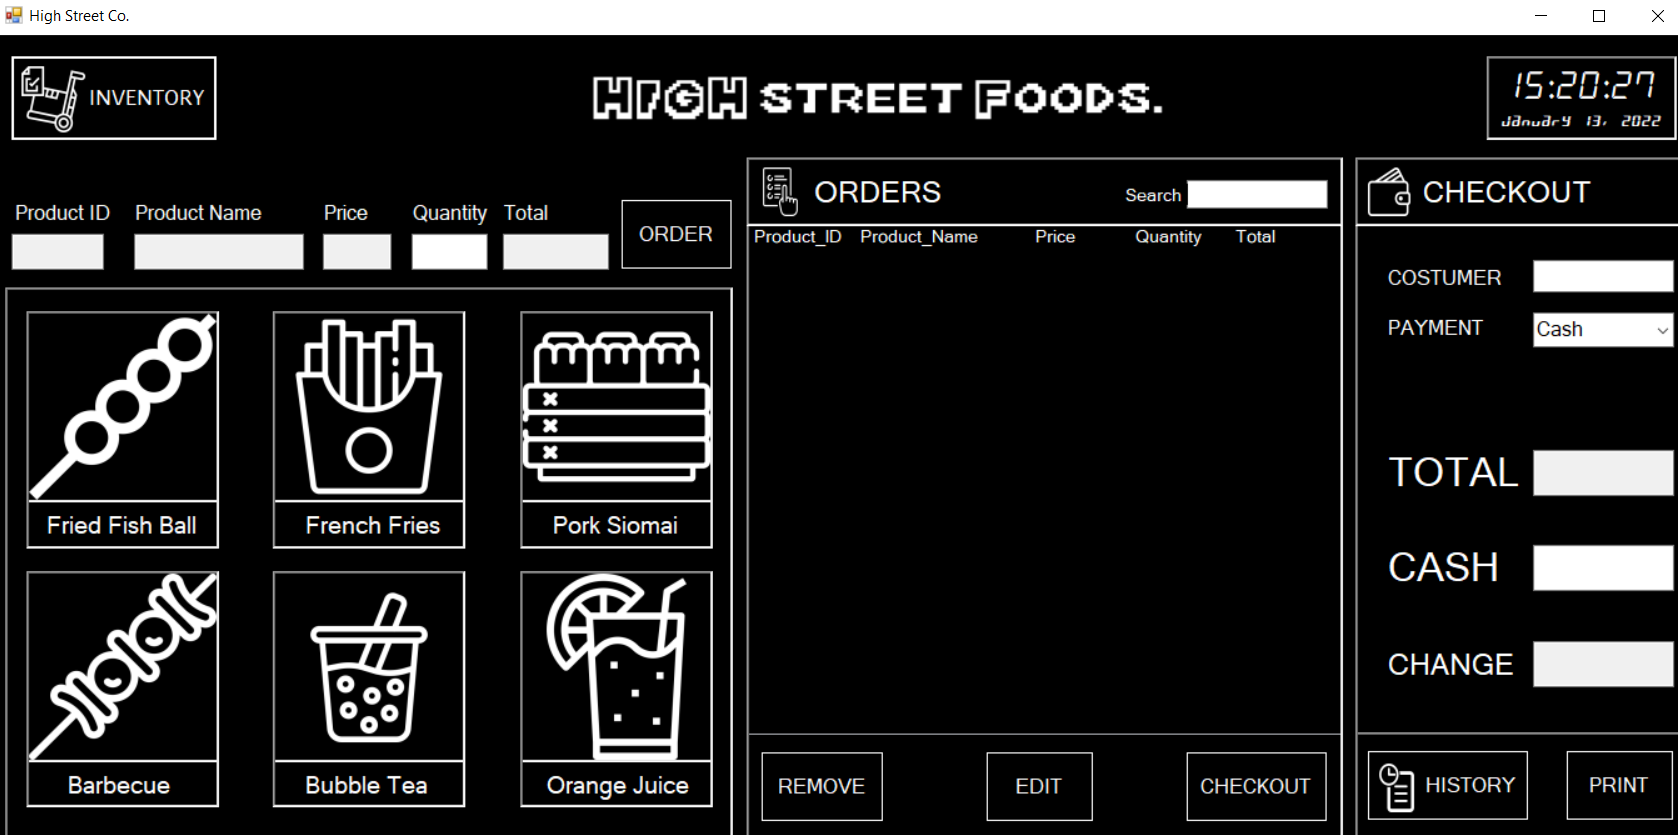 High Street Co.
INVENTORY
HIGH STREET FOODS.
15:20:27
January 13, 2022
Product ID Product Name Price Quantity Total
ORDER
Fried Fish Ball
French Fries
Pork Siomai
Barbecue
Bubble Tea
Orange Juice
ORDERS
Search
Product_ID Product_Name Price Quantity Total
REMOVE
EDIT
CHECKOUT
CHECKOUT
COSTUMER
PAYMENT Cash
TOTAL
CASH
CHANGE
HISTORY
PRINT